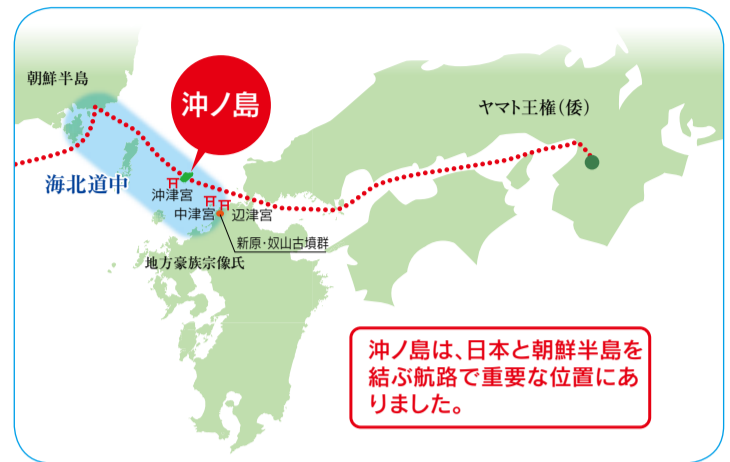 朝鮮半島
沖ノ島
ヤマト王権（倭）
海北道中
沖津宮
中津宮
辺津宮
新原・奴山古墳群
地方豪族宗像氏
沖ノ島は、日本と朝鮮半島を
結ぶ航路で重要な位置にあ
りました。